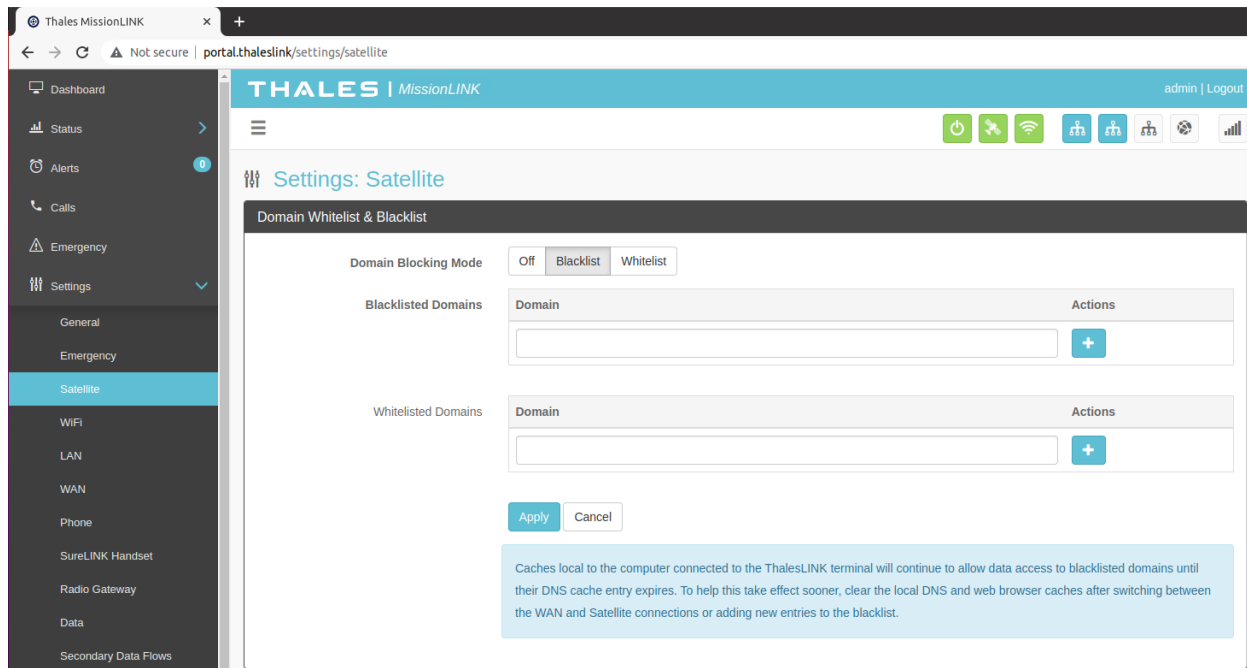 Thales MissionLINK
Not secure | portal.thaleslink/settings/satellite
Dashboard
Status
Alerts 0
Calls
Emergency
Settings
General
Emergency
Satellite
WiFi
LAN
WAN
Phone
SureLINK Handset
Radio Gateway
Data
Secondary Data Flows
THALES | MissionLINK
admin | Logout
Settings: Satellite
Domain Whitelist & Blacklist
Domain Blocking Mode Off Blacklist Whitelist
Blacklisted Domains Domain Actions
Whitelisted Domains Domain Actions
Apply Cancel
Caches local to the computer connected to the ThalesLINK terminal will continue to allow data access to blacklisted domains until
their DNS cache entry expires. To help this take effect sooner, clear the local DNS and web browser caches after switching between
the WAN and Satellite connections or adding new entries to the blacklist.